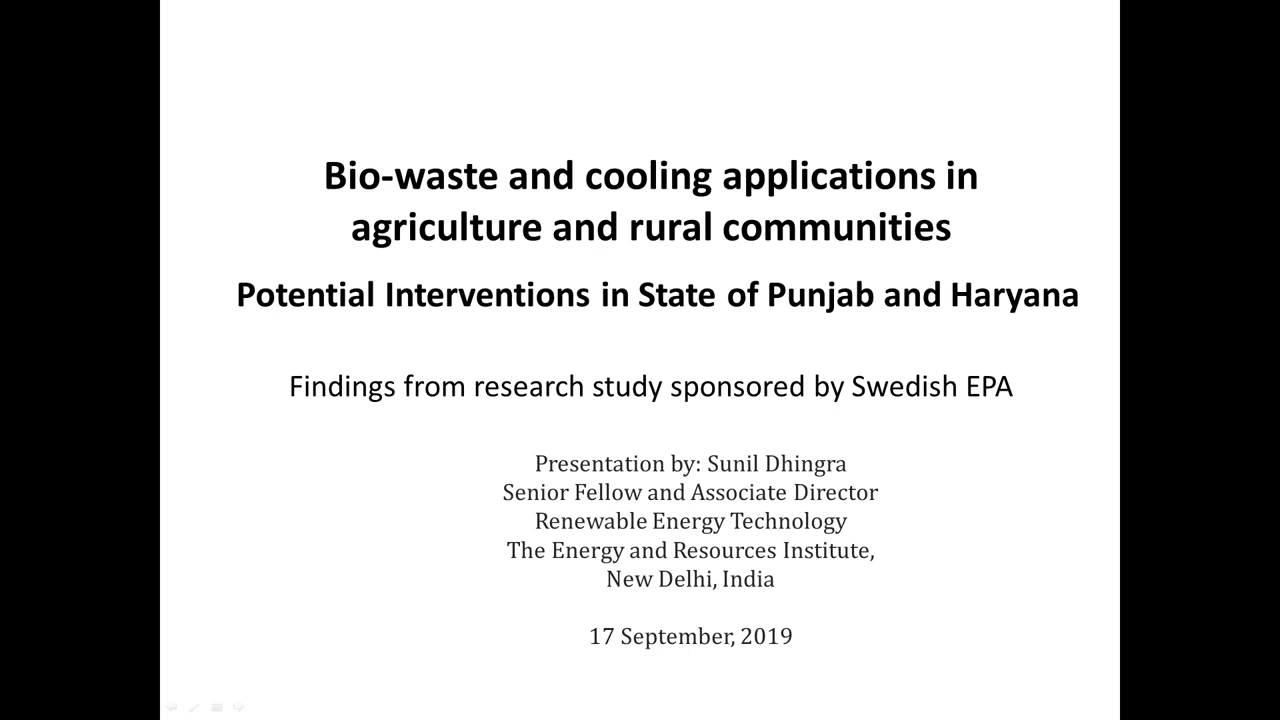 Bio-waste and cooling applications in
agriculture and rural communities
Potential Interventions in State of Punjab and Haryana
Findings from research study sponsored by Swedish EPA
Presentation by: Sunil Dhingra
Senior Fellow and Associate Director
Renewable Energy Technology
The Energy and Resources Institute,
New Delhi, India
17 September, 2019